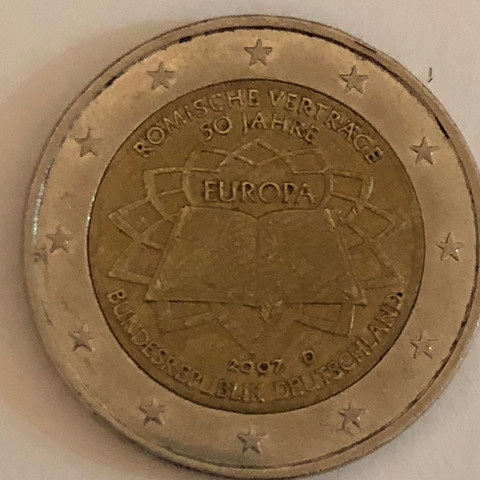 RÖMISCHE VERTRÄGE
50 JAHRE
EUROPA
2007 D
BUNDESREPUBLIK DEUTSCHLAND